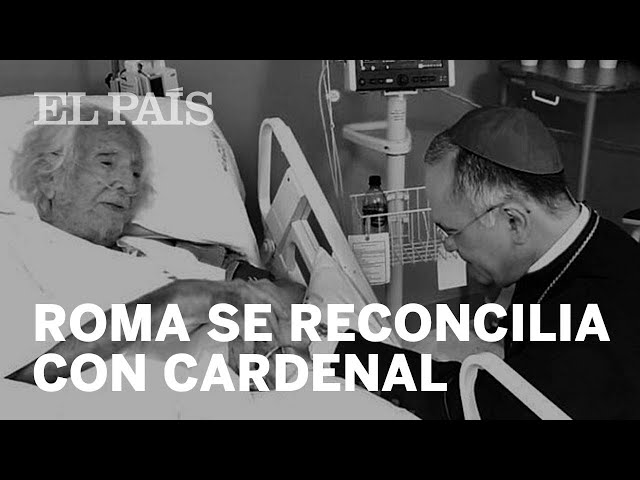 EL PAÍS
ROMA SE RECONCILIA
CON CARDENAL